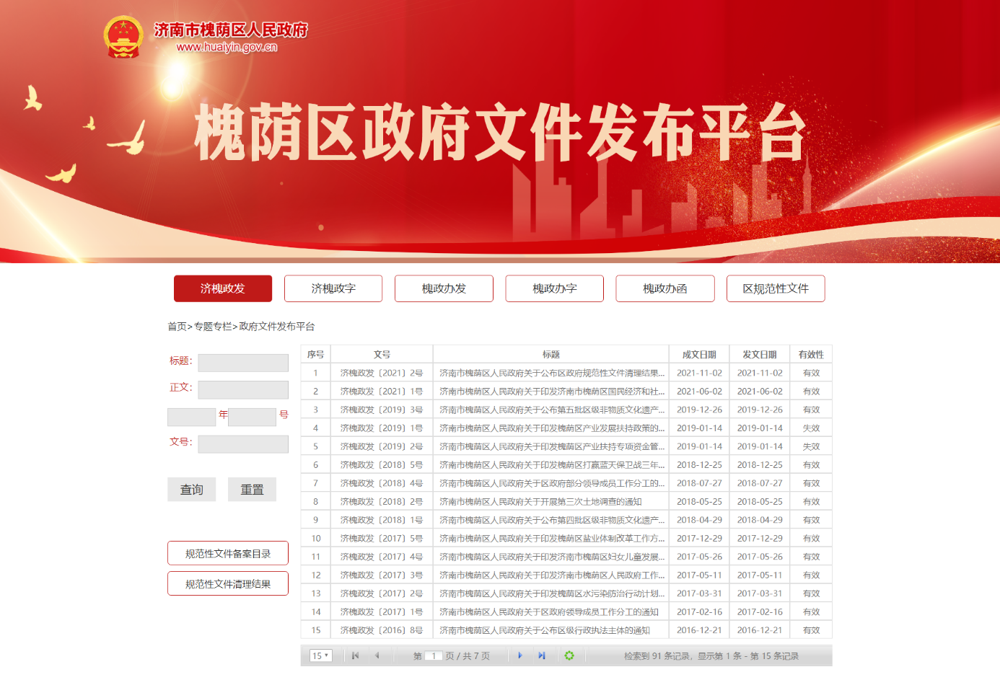 济南市槐荫区人民政府
www.huaiyin.gov.cn
槐荫区政府文件发布平台
济槐政发 济槐政字 槐政办发 槐政办字 槐政办函 区规范性文件
首页>专题专栏>政府文件发布平台
标题：
正文：
年 号
文号：
查询 重置
规范性文件备案目录
规范性文件清理结果
序号 文号 标题 成文日期 发文日期 有效性
1 济槐政发〔2021〕2号 济南市槐荫区人民政府关于公布区政府规范性文件清理结果... 2021-11-02 2021-11-02 有效
2 济槐政发〔2021〕1号 济南市槐荫区人民政府关于印发济南市槐荫区国民经济和社... 2021-06-02 2021-06-02 有效
3 济槐政发〔2019〕3号 济南市槐荫区人民政府关于公布第五批区级非物质文化遗产... 2019-12-26 2019-12-26 有效
4 济槐政发〔2019〕1号 济南市槐荫区人民政府关于印发槐荫区产业发展扶持政策的... 2019-01-14 2019-01-14 失效
5 济槐政发〔2019〕2号 济南市槐荫区人民政府关于印发槐荫区产业扶持专项资金管... 2019-01-14 2019-01-14 失效
6 济槐政发〔2018〕5号 济南市槐荫区人民政府关于印发槐荫区打赢蓝天保卫战三年... 2018-12-25 2018-12-25 有效
7 济槐政发〔2018〕4号 济南市槐荫区人民政府关于区政府部分领导成员工作分工的... 2018-07-27 2018-07-27 有效
8 济槐政发〔2018〕2号 济南市槐荫区人民政府关于开展第三次土地调查的通知 2018-05-25 2018-05-25 有效
9 济槐政发〔2018〕1号 济南市槐荫区人民政府关于公布第四批区级非物质文化遗产... 2018-04-29 2018-04-29 有效
10 济槐政发〔2017〕5号 济南市槐荫区人民政府关于印发槐荫区盐业体制改革工作方... 2017-12-29 2017-12-29 有效
11 济槐政发〔2017〕4号 济南市槐荫区人民政府关于印发济南市槐荫区妇女儿童发展... 2017-05-26 2017-05-26 有效
12 济槐政发〔2017〕3号 济南市槐荫区人民政府关于印发济南市槐荫区人民政府工作... 2017-05-11 2017-05-11 有效
13 济槐政发〔2017〕2号 济南市槐荫区人民政府关于印发槐荫区水污染防治行动计划... 2017-03-31 2017-03-31 有效
14 济槐政发〔2017〕1号 济南市槐荫区人民政府关于区政府领导成员工作分工的通知 2017-02-16 2017-02-16 有效
15 济槐政发〔2016〕8号 济南市槐荫区人民政府关于公布区级行政执法主体的通知 2016-12-21 2016-12-21 有效
15 第 1 页 / 共 7 页 检索到 91 条记录，显示第 1 条 - 第 15 条记录